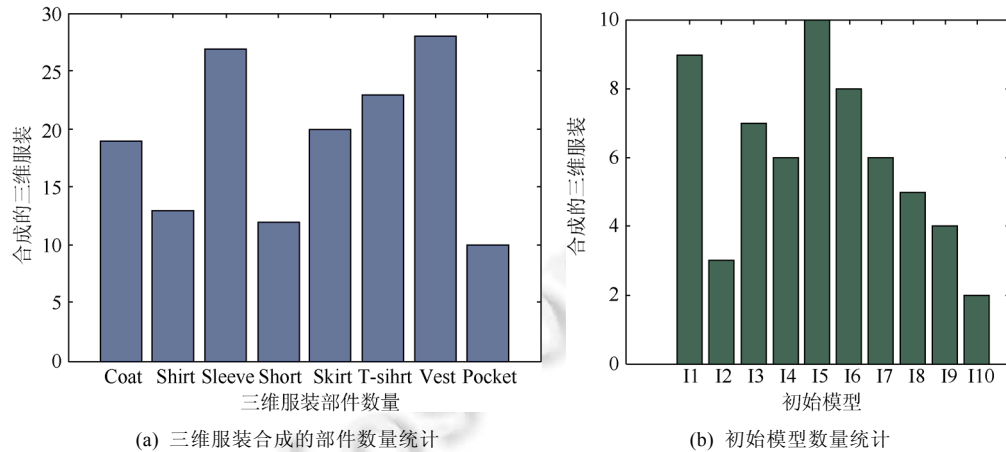 30
25
20
15
10
5
0
合成的三维服装
Coat Shirt Sleeve Short Skirt T-sihrt Vest Pocket
三维服装部件数量
(a) 三维服装合成的部件数量统计
10
8
6
4
2
0
合成的三维服装
I1 I2 I3 I4 I5 I6 I7 I8 I9 I10
初始模型
(b) 初始模型数量统计